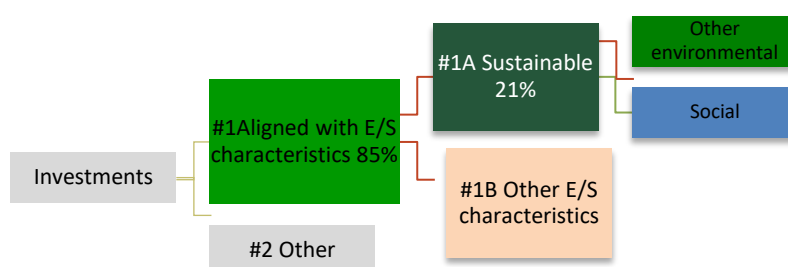 Investments
#1Aligned with E/S
characteristics 85%
#2 Other
#1A Sustainable
21%
#1B Other E/S
characteristics
Other
environmental
Social